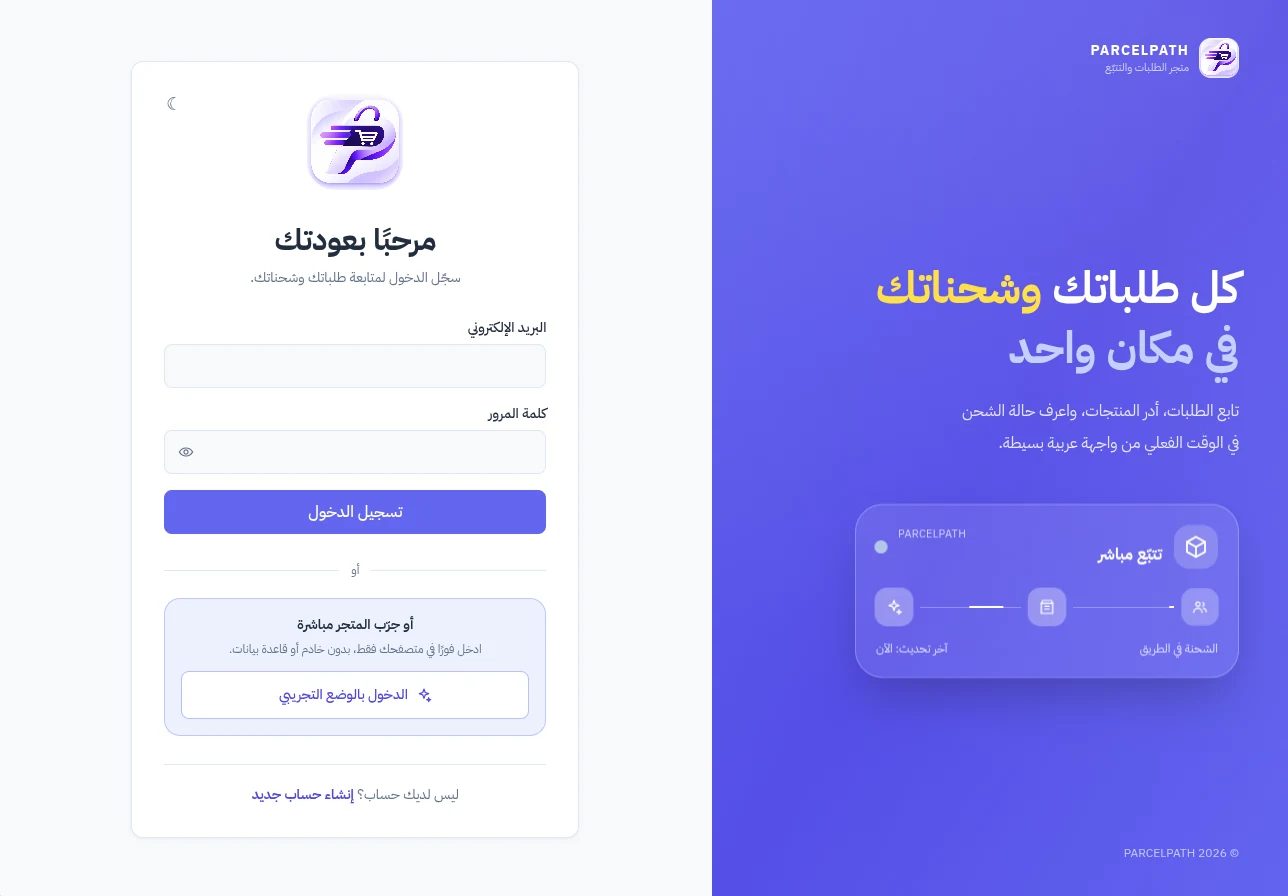 PARCELPATH
متجر الطلبات والتتبّع
كل طلباتك وشحناتك
في مكان واحد
تابع الطلبات، أدر المنتجات، واعرف حالة الشحن
في الوقت الفعلي من واجهة عربية بسيطة.
PARCELPATH
تتبّع مباشر
الشحنة في الطريق
آخر تحديث: الآن
PARCELPATH 2026 ©
مرحبًا بعودتك
سجّل الدخول لمتابعة طلباتك وشحناتك.
البريد الإلكتروني
كلمة المرور
تسجيل الدخول
أو
أو جرّب المتجر مباشرة
ادخل فورًا في متصفحك فقط، بدون خادم أو قاعدة بيانات.
الدخول بالوضع التجريبي
ليس لديك حساب؟ إنشاء حساب جديد